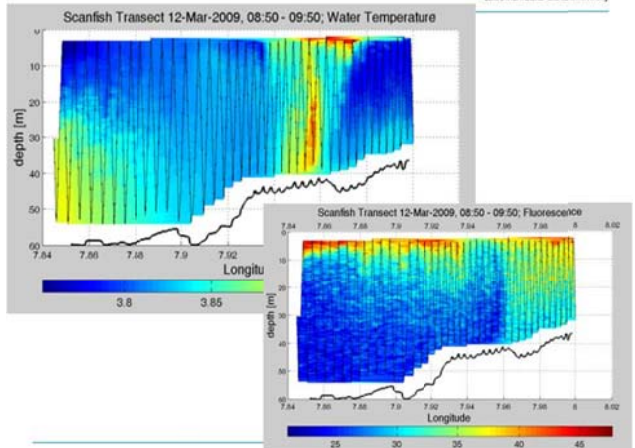 Scanfish Transect 12-Mar-2009, 08:50 - 09:50; Water Temperature
0
10
20
30
40
50
60
depth [m]
7.84 7.86 7.88 7.9 7.92
Longitu
3.8 3.85
Scanfish Transect 12-Mar-2009, 08:50 - 09:50; Fluorescence
7.84 7.86 7.88 7.9 7.92 7.94 7.96 7.98 8 8.02
0
10
20
30
40
50
60
depth [m]
7.84 7.86 7.88 7.9 7.92 7.94 7.96 7.98 8 8.02
Longitude
25 30 35 40 45